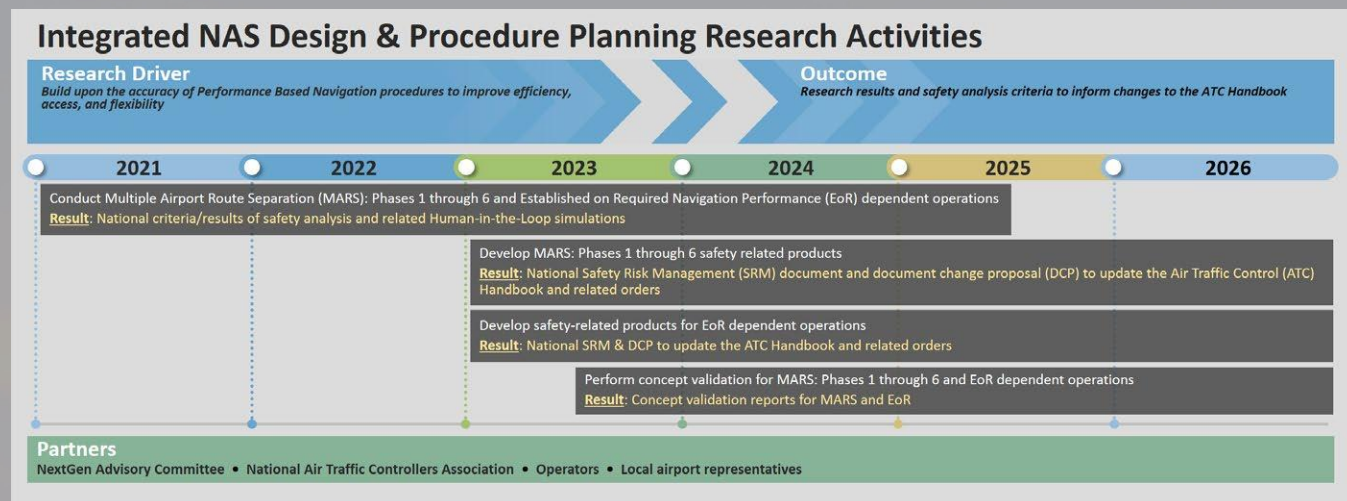 Integrated NAS Design & Procedure Planning Research Activities
Research Driver
Build upon the accuracy of Performance Based Navigation procedures to improve efficiency,
access, and flexibility
Outcome
Research results and safety analysis criteria to inform changes to the ATC Handbook
2021 2022 2023 2024 2025 2026
Conduct Multiple Airport Route Separation (MARS): Phases 1 through 6 and Established on Required Navigation Performance (EoR) dependent operations
Result: National criteria/results of safety analysis and related Human-in-the-Loop simulations
Develop MARS: Phases 1 through 6 safety related products
Result: National Safety Risk Management (SRM) document and document change proposal (DCP) to update the Air Traffic Control (ATC)
Handbook and related orders
Develop safety-related products for EoR dependent operations
Result: National SRM & DCP to update the ATC Handbook and related orders
Perform concept validation for MARS: Phases 1 through 6 and EoR dependent operations
Result: Concept validation reports for MARS and EoR
Partners
NextGen Advisory Committee • National Air Traffic Controllers Association • Operators • Local airport representatives